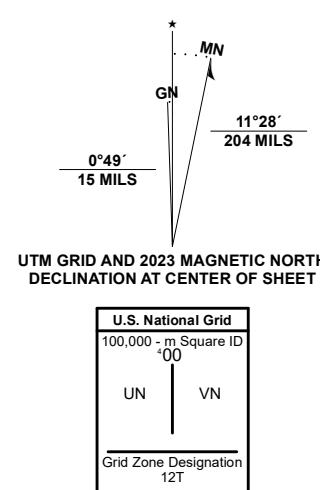 ★
MN
GN
11°28´
204 MILS
0°49´
15 MILS
UTM GRID AND 2023 MAGNETIC NORTH
DECLINATION AT CENTER OF SHEET
U.S. National Grid
100,000 - m Square ID
⁴00
UN VN
Grid Zone Designation
12T